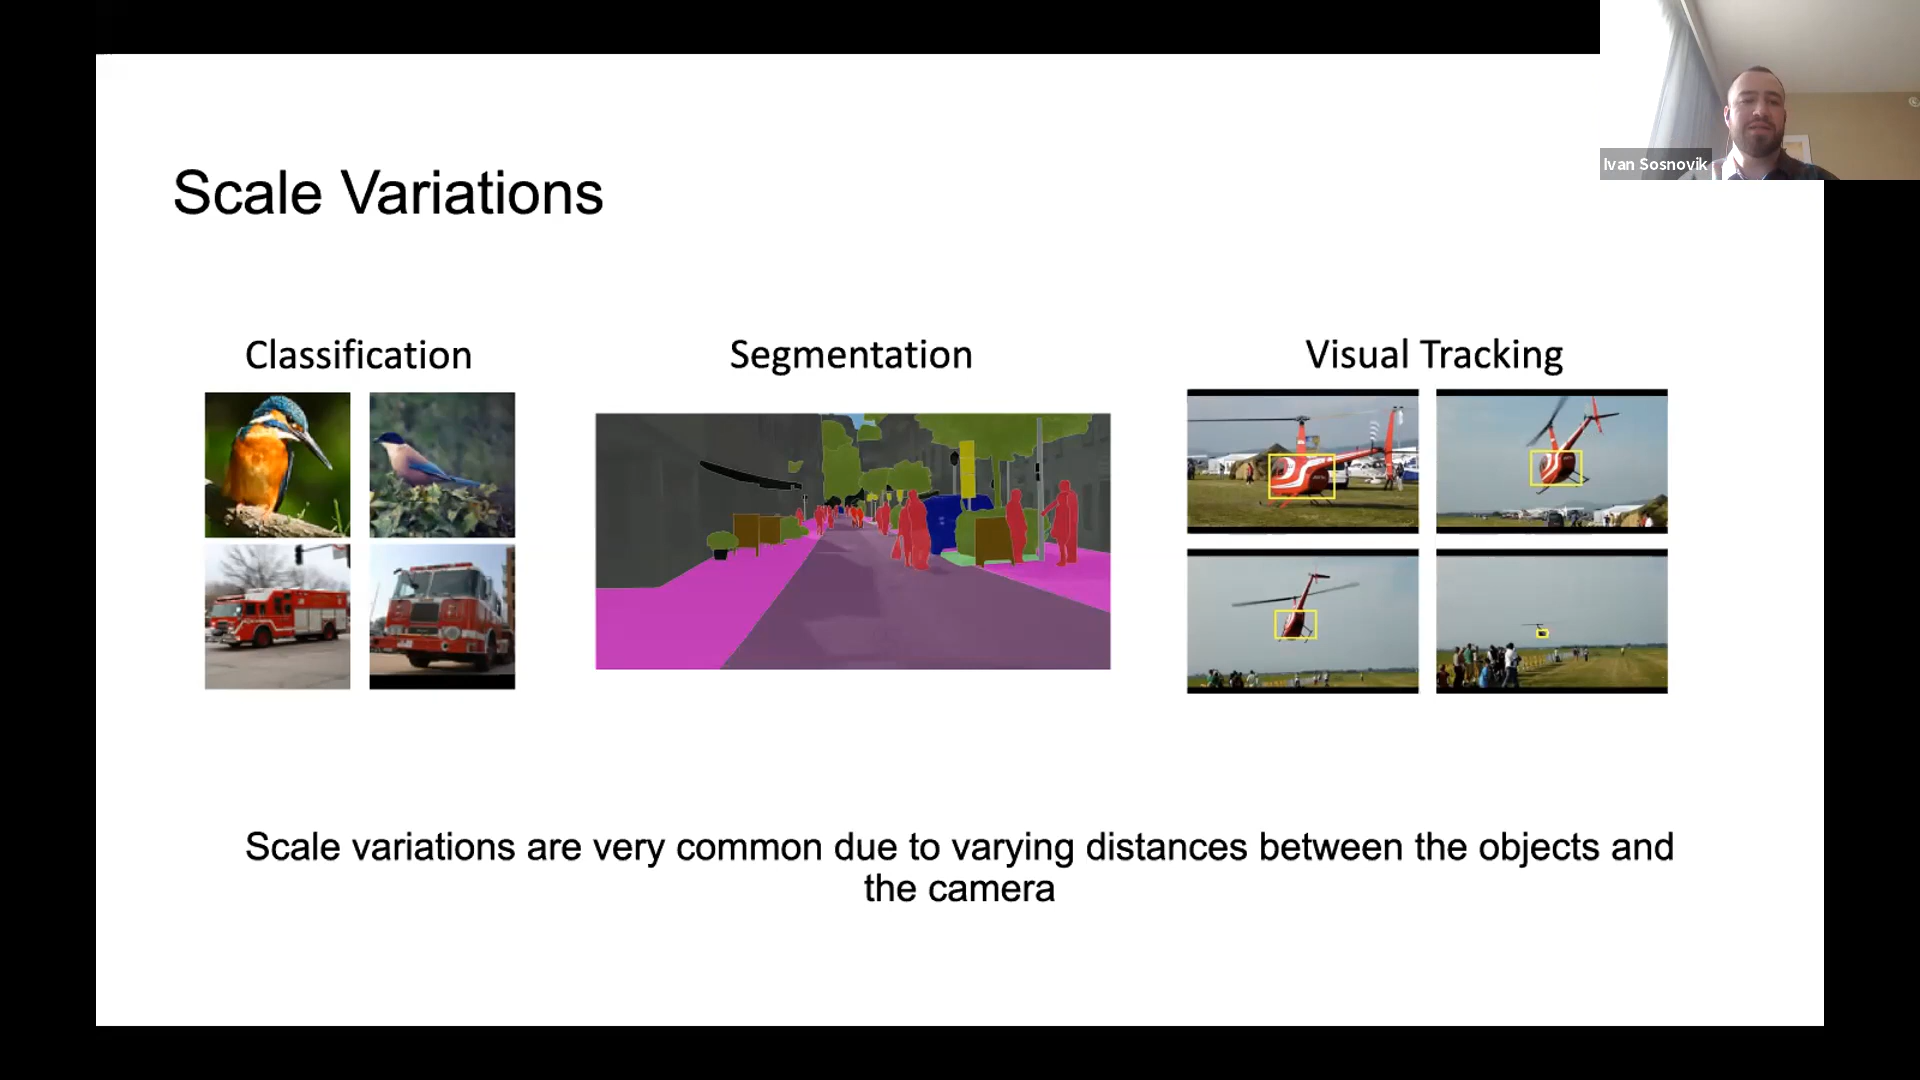 Ivan Sosnovik
Scale Variations
Classification
Segmentation
Visual Tracking
Scale variations are very common due to varying distances between the objects and
the camera